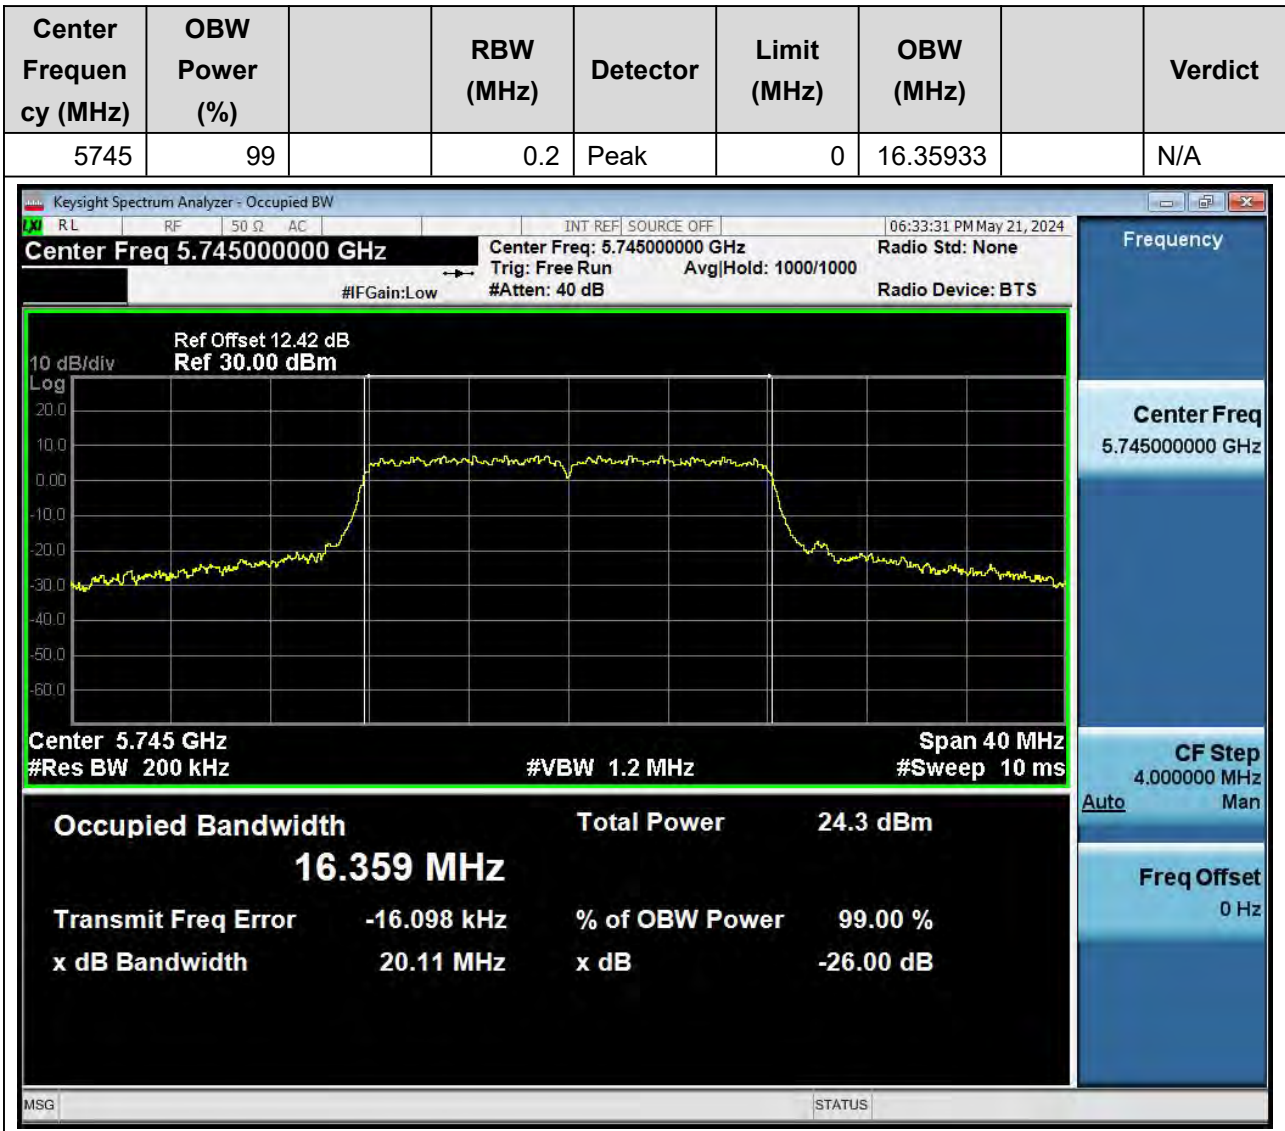 Center Frequency (MHz) OBW Power (%) RBW (MHz) Detector Limit (MHz) OBW (MHz) Verdict
5745 99 0.2 Peak 0 16.35933 N/A
Keysight Spectrum Analyzer - Occupied BW
LXI RL RF 50 Ω AC INT REF SOURCE OFF 06:33:31 PM May 21, 2024
Center Freq 5.745000000 GHz Center Freq: 5.745000000 GHz Radio Std: None
Trig: Free Run Avg|Hold: 1000/1000
#IFGain:Low #Atten: 40 dB Radio Device: BTS
Frequency
Ref Offset 12.42 dB
10 dB/div Ref 30.00 dBm
Log
20.0
10.0
0.00
-10.0
-20.0
-30.0
-40.0
-50.0
-60.0
Center 5.745 GHz Span 40 MHz
#Res BW 200 kHz #VBW 1.2 MHz #Sweep 10 ms
Occupied Bandwidth Total Power 24.3 dBm
16.359 MHz
Transmit Freq Error -16.098 kHz % of OBW Power 99.00 %
x dB Bandwidth 20.11 MHz x dB -26.00 dB
Center Freq
5.745000000 GHz
CF Step
4.000000 MHz
Auto Man
Freq Offset
0 Hz
MSG STATUS